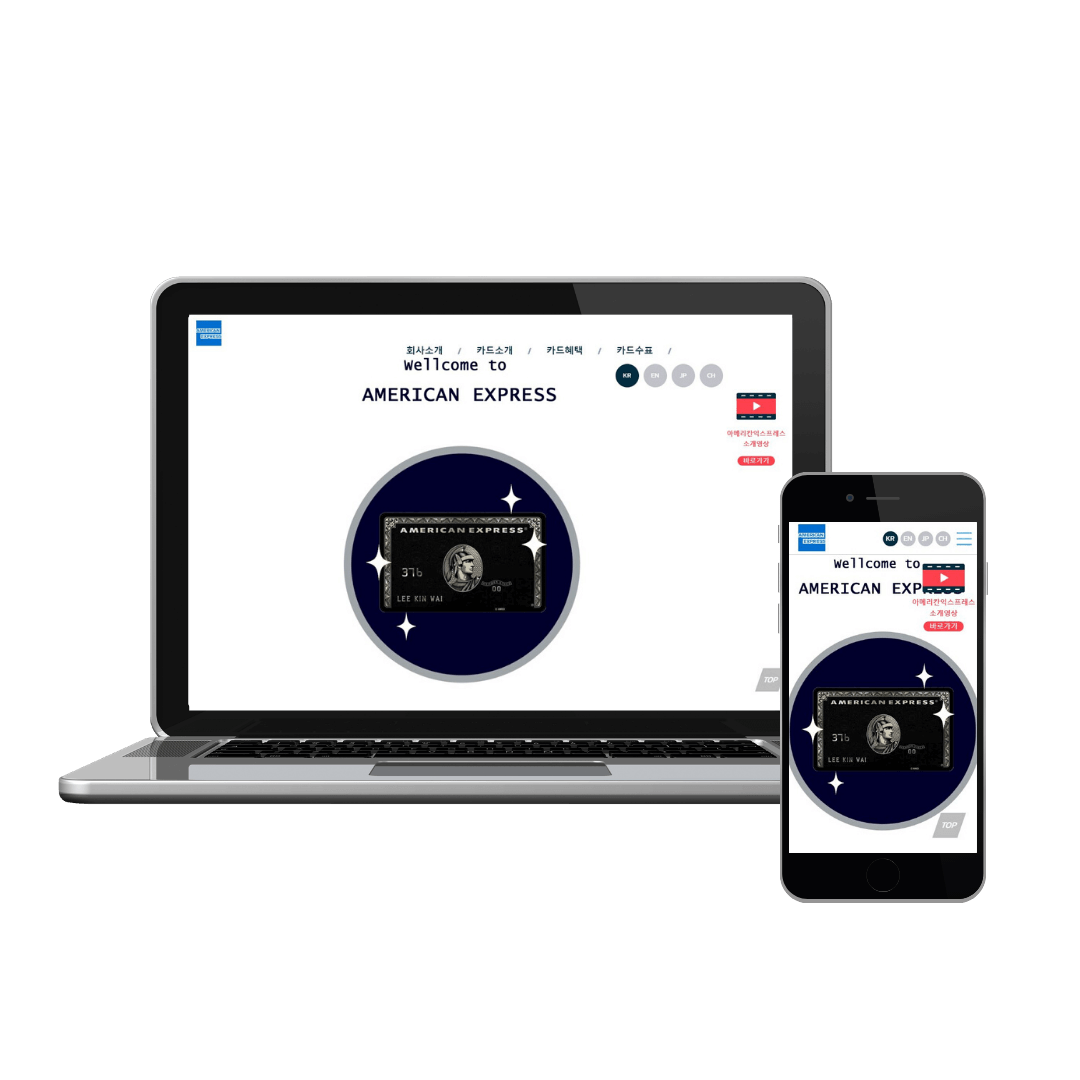 AMERICAN
EXPRESS
회사소개 / 카드소개 / 카드혜택 / 카드수표 /
Wellcome to
KR EN JP CH
AMERICAN EXPRESS
아메리칸익스프레스
소개영상
바로가기
AMERICAN EXPRESS
376
00
LEE KIN WAI
TOP
AMERICAN
EXPRESS
KR EN JP CH
Wellcome to
AMERICAN EXP
아메리칸익스프레스
소개영상
바로가기
AMERICAN EXPRESS
376
00
LEE KIN WAI
TOP